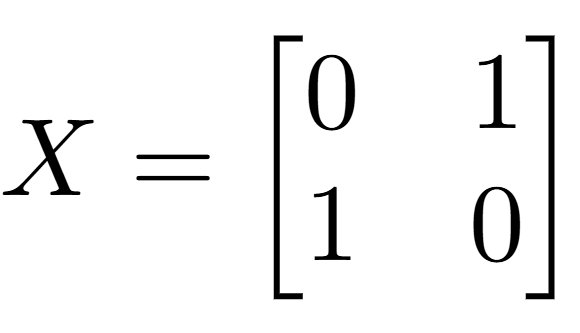 X = [0 1
1 0]